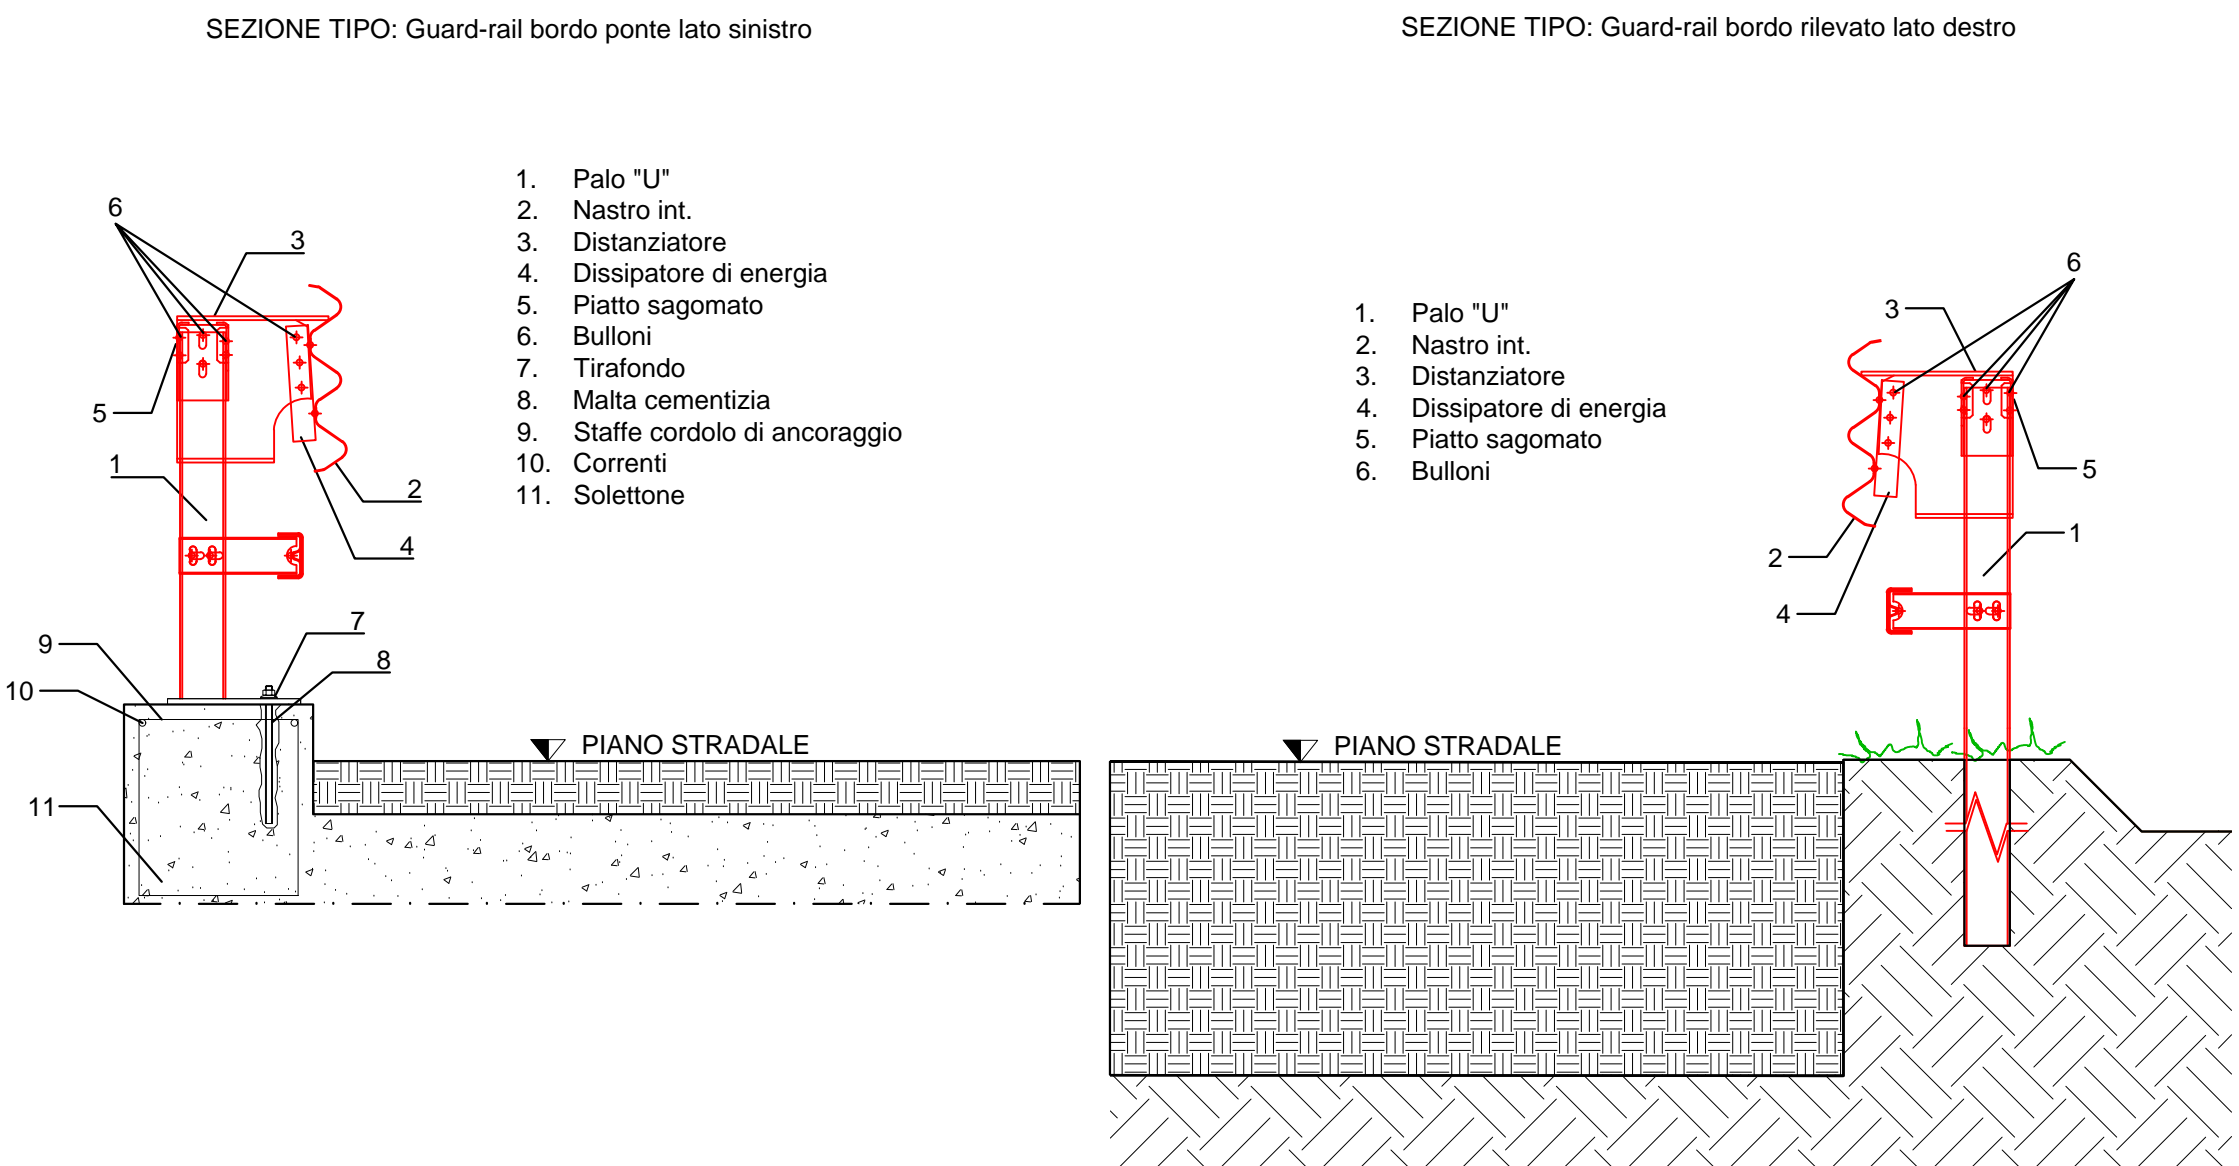 SEZIONE TIPO: Guard-rail bordo ponte lato sinistro
1. Palo "U"
2. Nastro int.
3. Distanziatore
4. Dissipatore di energia
5. Piatto sagomato
6. Bulloni
7. Tirafondo
8. Malta cementizia
9. Staffe cordolo di ancoraggio
10. Correnti
11. Solettone
6
3
5
1
2
4
7
9
8
10
11
PIANO STRADALE
SEZIONE TIPO: Guard-rail bordo rilevato lato destro
1. Palo "U"
2. Nastro int.
3. Distanziatore
4. Dissipatore di energia
5. Piatto sagomato
6. Bulloni
6
3
5
1
2
4
PIANO STRADALE